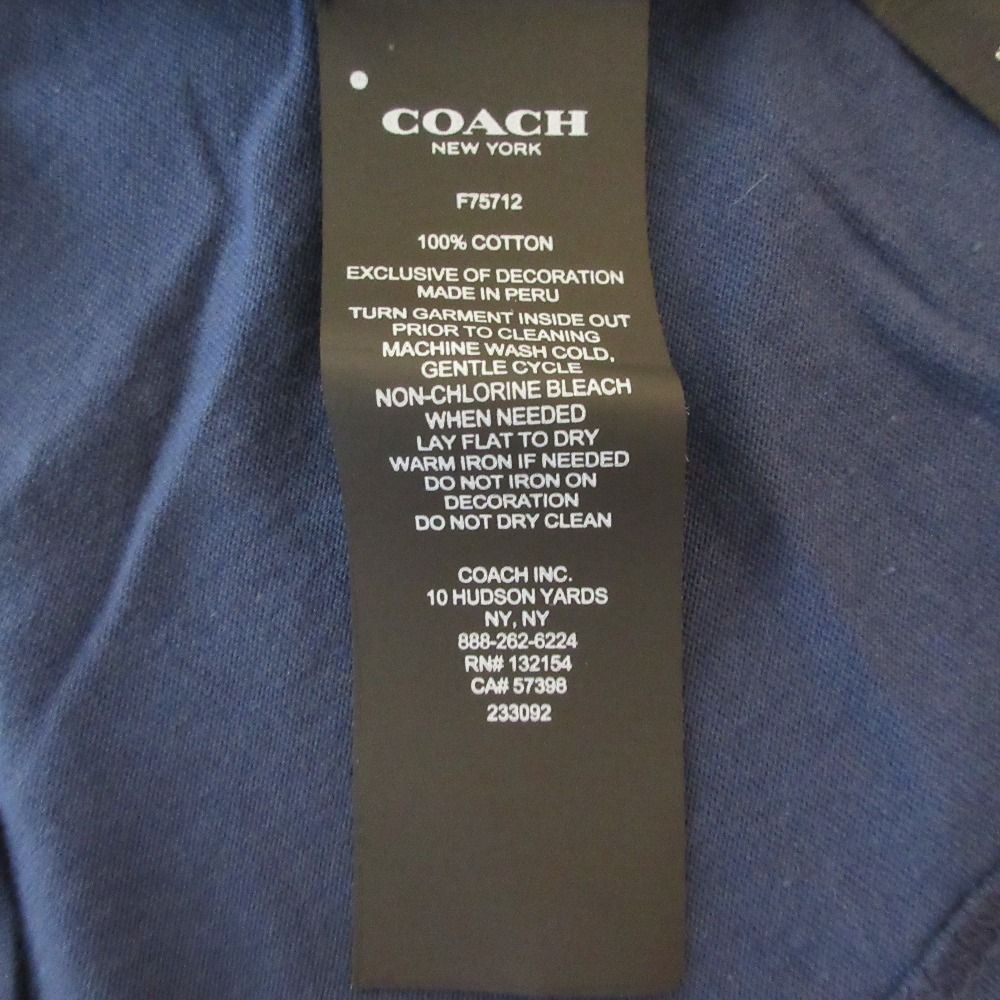 COACH
NEW YORK
F75712
100% COTTON
EXCLUSIVE OF DECORATION
MADE IN PERU
TURN GARMENT INSIDE OUT
PRIOR TO CLEANING
MACHINE WASH COLD,
GENTLE CYCLE
NON-CHLORINE BLEACH
WHEN NEEDED
LAY FLAT TO DRY
WARM IRON IF NEEDED
DO NOT IRON ON
DECORATION
DO NOT DRY CLEAN
COACH INC.
10 HUDSON YARDS
NY, NY
888-262-6224
RN# 132154
CA# 57398
233092